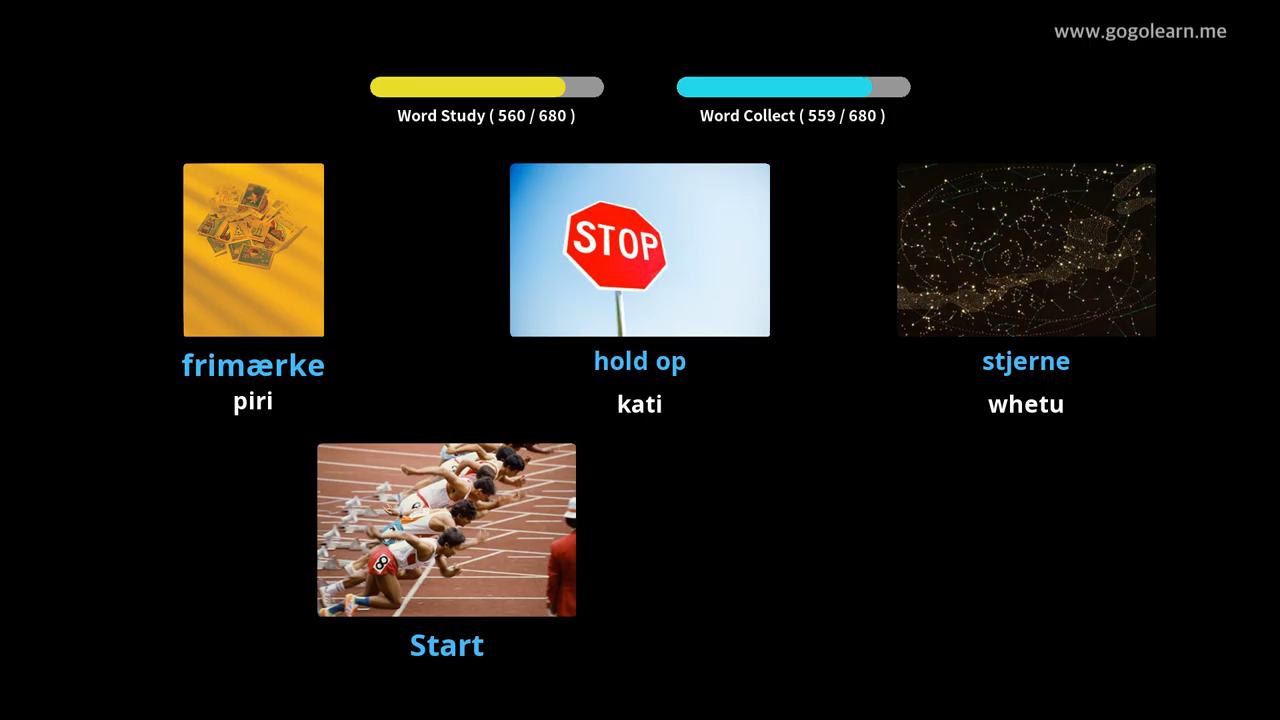 www.gogolearn.me
Word Study ( 560 / 680 )
Word Collect ( 559 / 680 )
STOP
frimærke
hold op
stjerne
piri
kati
whetu
8
Start